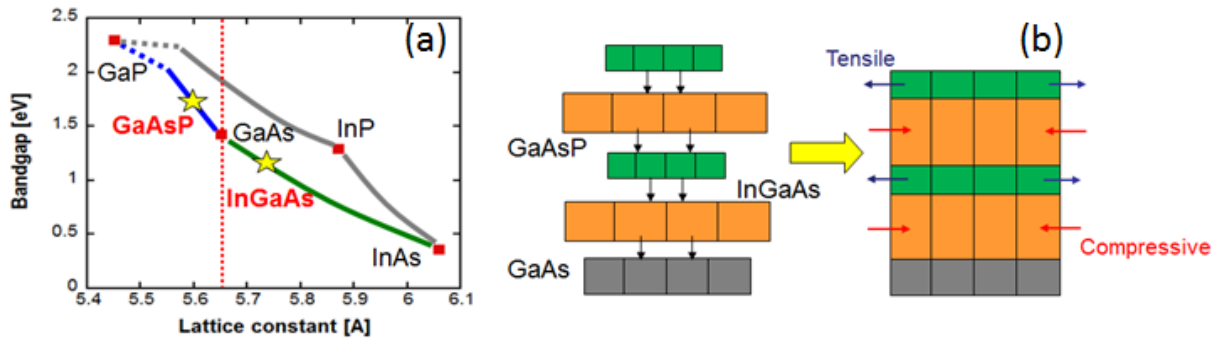 (a)
2.5
2
1.5
1
0.5
0
Bandgap [eV]
GaP
GaAsP
GaAs
InP
InGaAs
InAs
5.4 5.5 5.6 5.7 5.8 5.9 6 6.1
Lattice constant [A]
(b)
GaAsP
InGaAs
GaAs
Tensile
Compressive